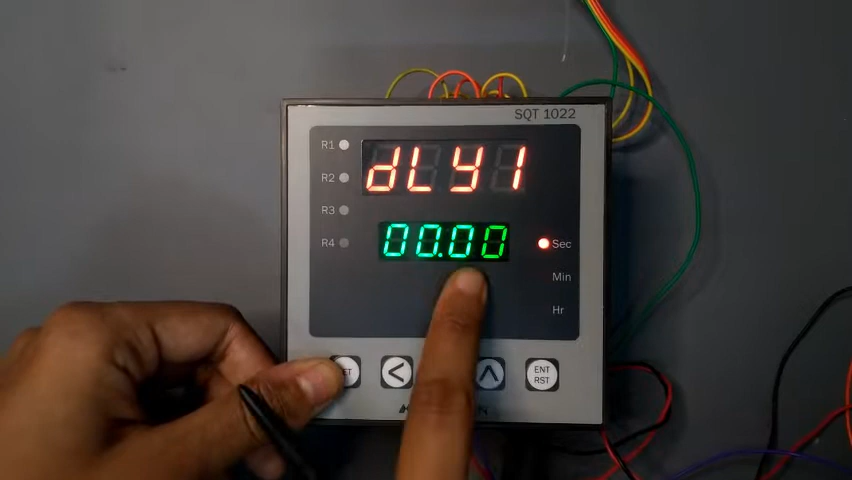 SQT 1022
R1
dLY1
R2
R3
00.00
R4
Sec
Min
Hr
ENT
RST